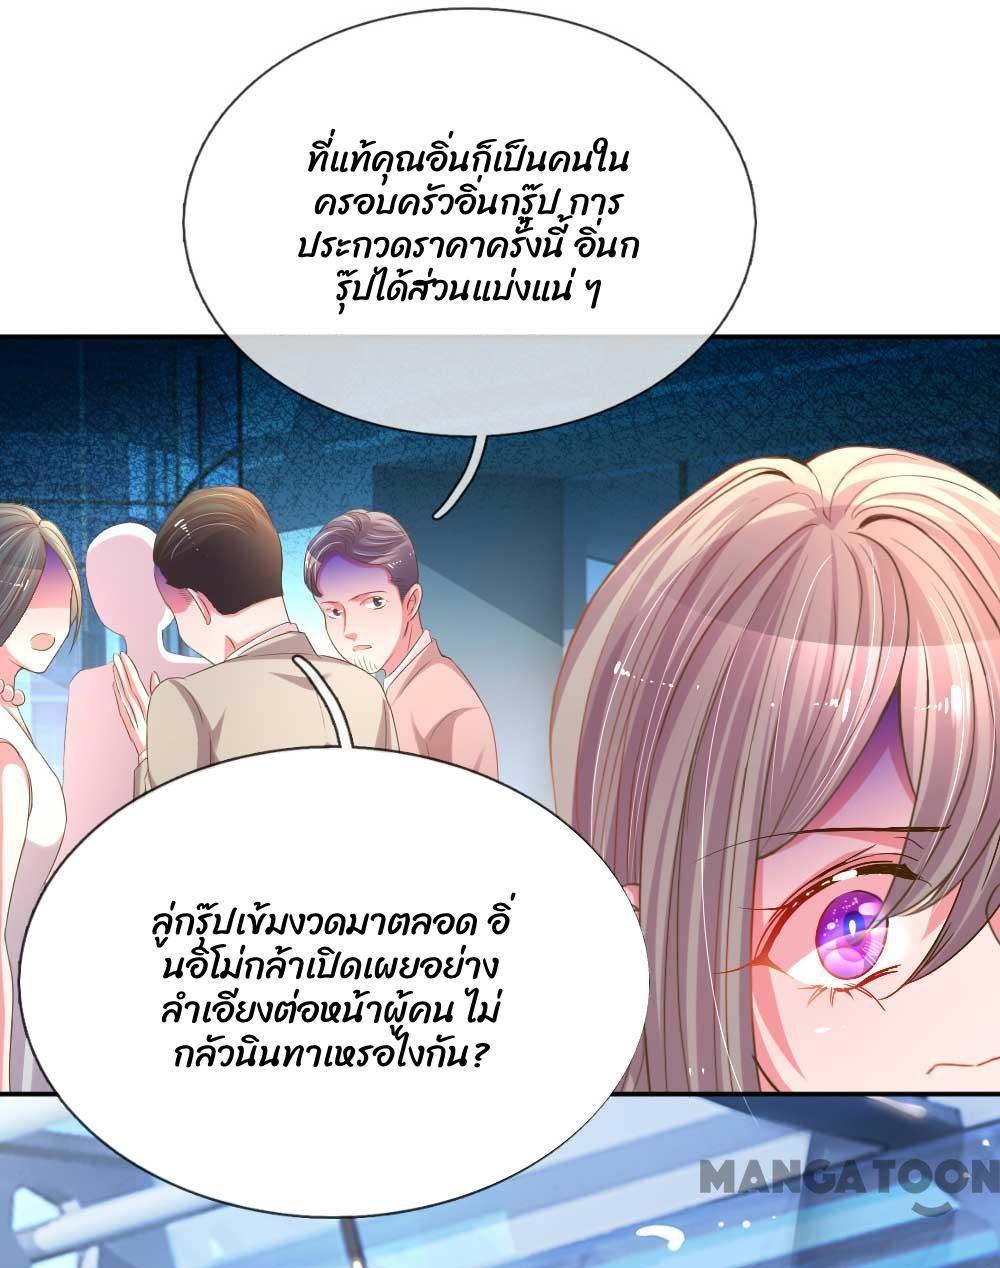 ที่แท้คุณอิ่นก็เป็นคนใน
ครอบครัวอิ่นกรุ๊ป การ
ประกวดราคาครั้งนี้ อิ่นก
รุ๊ปได้ส่วนแบ่งแน่ ๆ
ลู่กรุ๊ปเข้มงวดมาตลอด อิ่
นอิโม่กล้าเปิดเผยอย่าง
ลำเอียงต่อหน้าผู้คน ไม่
กลัวนินทาเหรอไงกัน?
MANGATOON